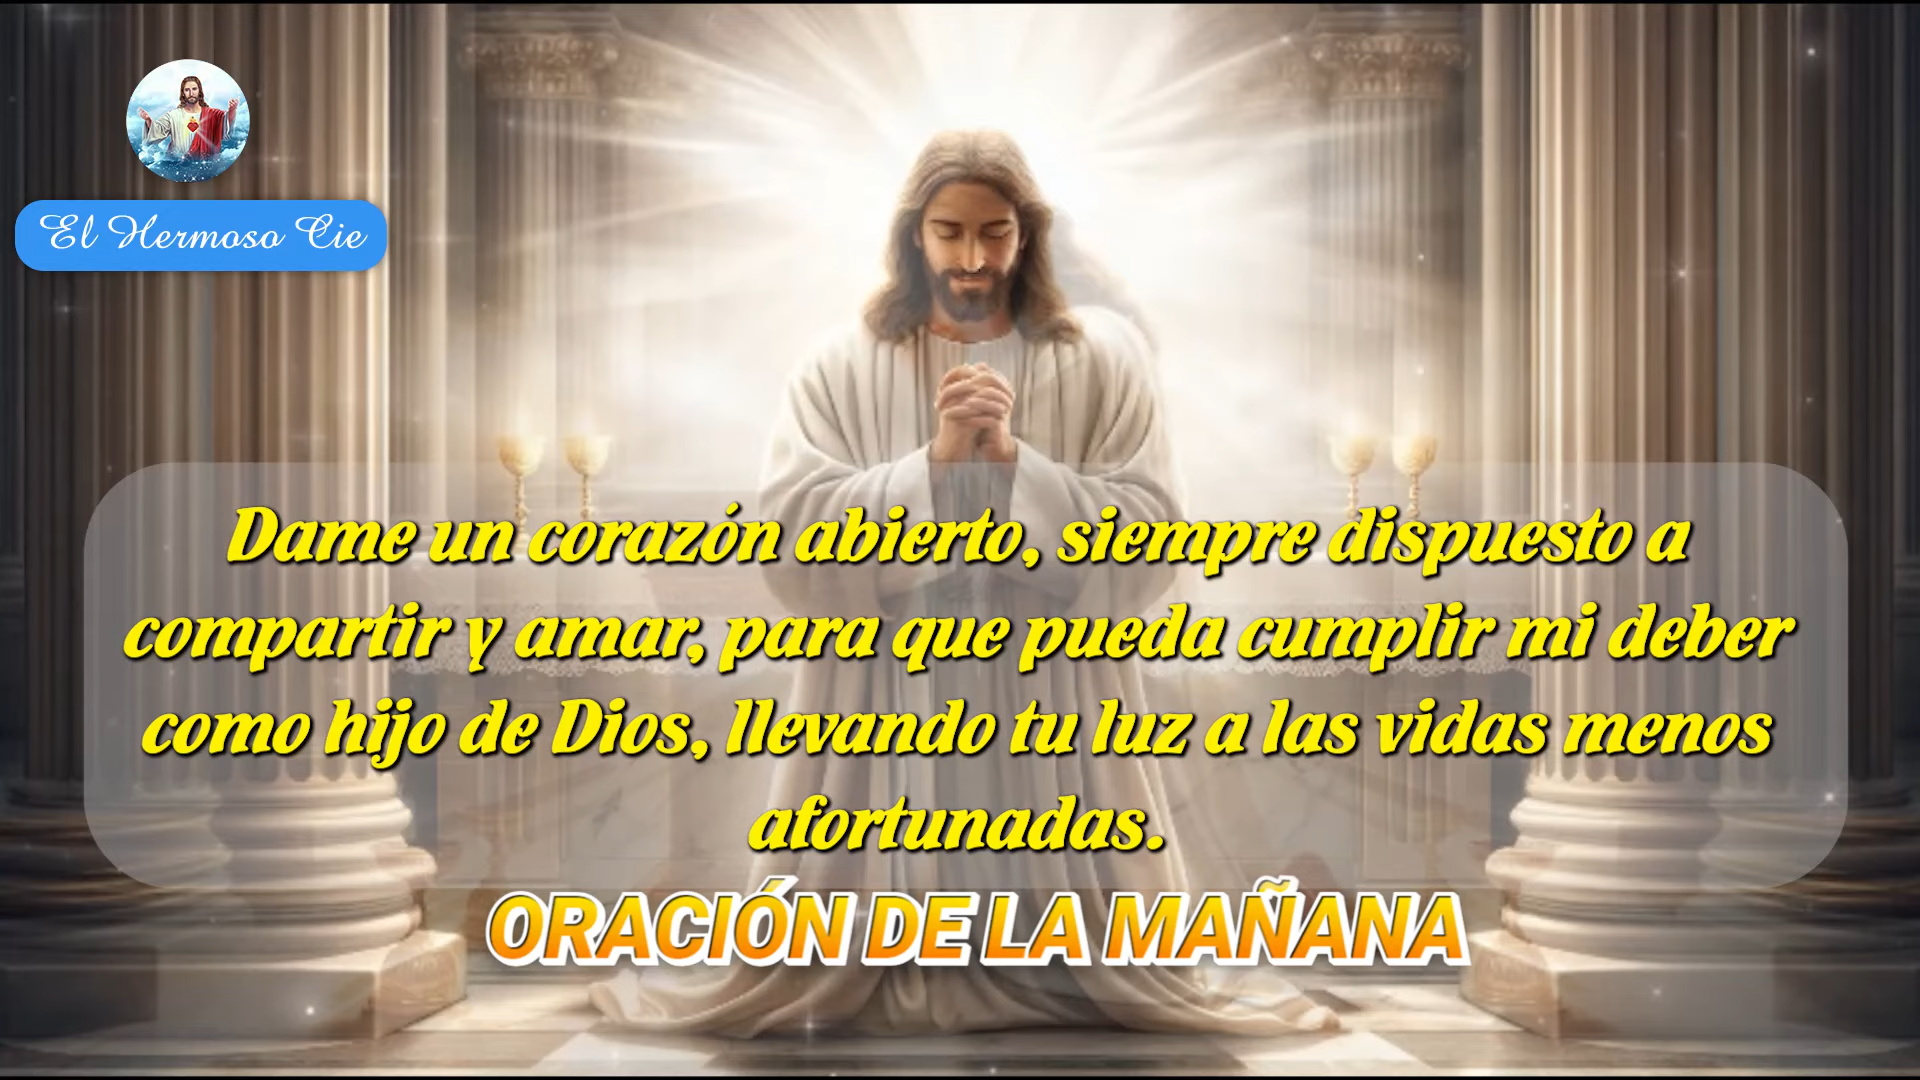 El Hermoso Cie
Dame un corazón abierto, siempre dispuesto a
compartir y amar, para que pueda cumplir mi deber
como hijo de Dios, llevando tu luz a las vidas menos
afortunadas.
ORACIÓN DE LA MAÑANA